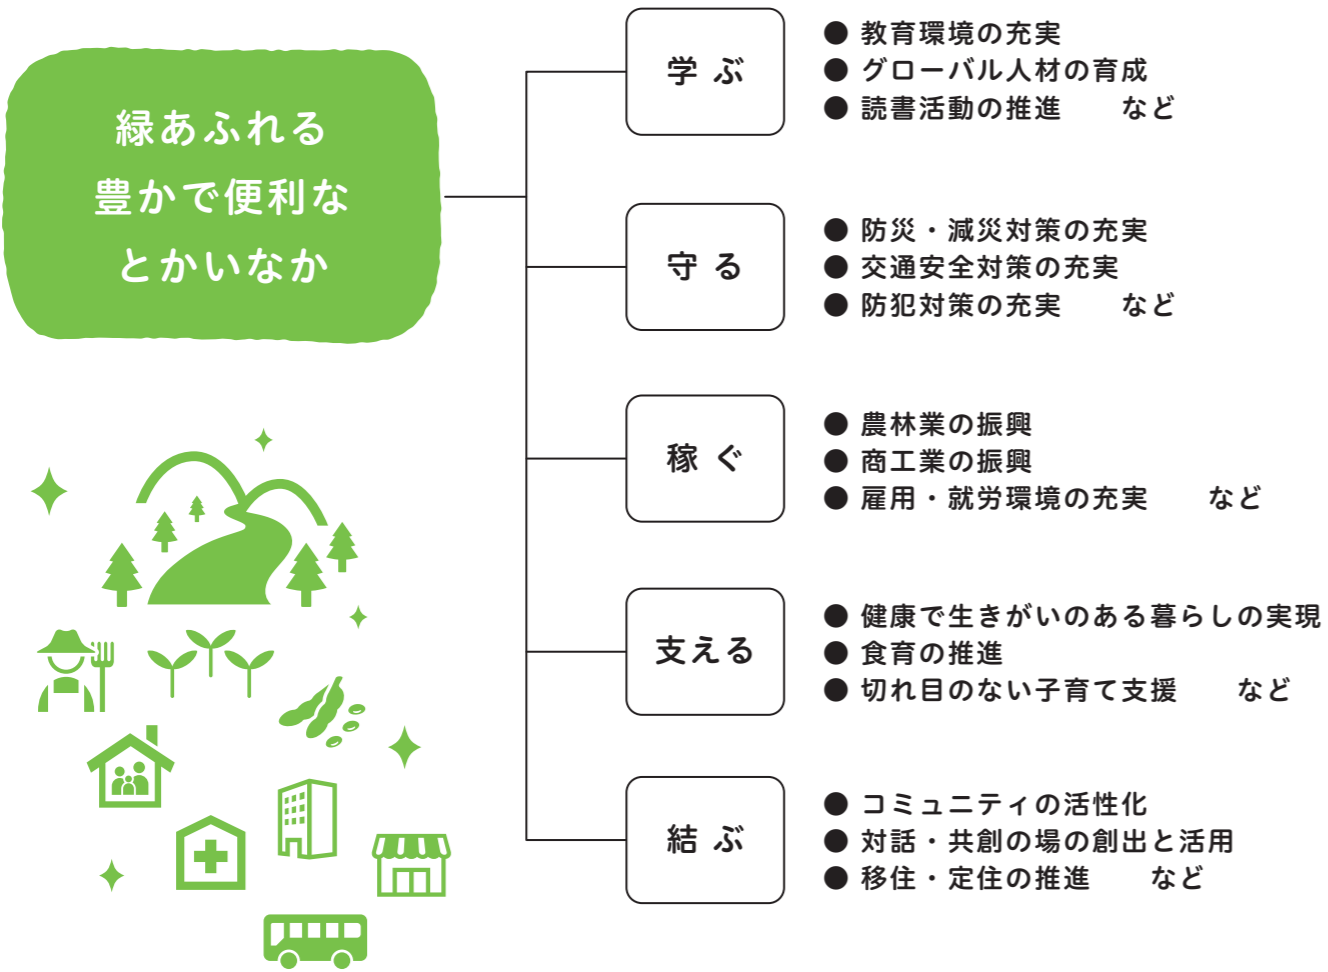 緑あふれる
豊かで便利な
とかいなか
学ぶ
● 教育環境の充実
● グローバル人材の育成
● 読書活動の推進　　など
守る
● 防災・減災対策の充実
● 交通安全対策の充実
● 防犯対策の充実　　など
稼ぐ
● 農林業の振興
● 商工業の振興
● 雇用・就労環境の充実　　など
支える
● 健康で生きがいのある暮らしの実現
● 食育の推進
● 切れ目のない子育て支援　　など
結ぶ
● コミュニティの活性化
● 対話・共創の場の創出と活用
● 移住・定住の推進　　など